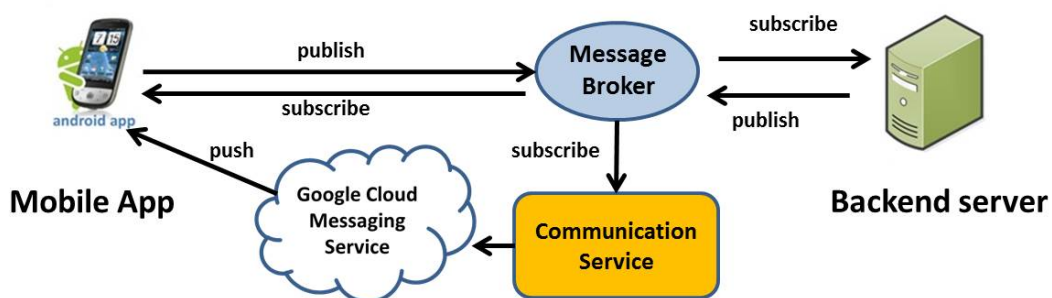 subscribe
publish
Message
Broker
subscribe
publish
android app
push
subscribe
Google Cloud
Messaging
Service
Mobile App
Backend server
Communication
Service